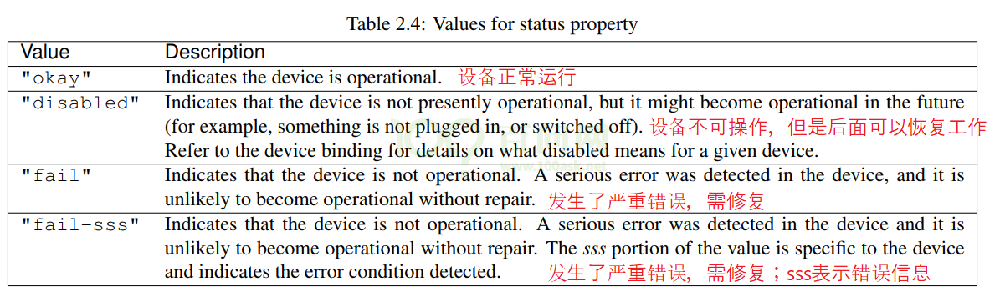 Table 2.4: Values for status property
Value Description
"okay" Indicates the device is operational. 设备正常运行
"disabled" Indicates that the device is not presently operational, but it might become operational in the future
(for example, something is not plugged in, or switched off). 设备不可操作，但是后面可以恢复工作
Refer to the device binding for details on what disabled means for a given device.
"fail" Indicates that the device is not operational. A serious error was detected in the device, and it is
unlikely to become operational without repair. 发生了严重错误，需修复
"fail-sss" Indicates that the device is not operational. A serious error was detected in the device and it is
unlikely to become operational without repair. The sss portion of the value is specific to the device
and indicates the error condition detected. 发生了严重错误，需修复；sss表示错误信息